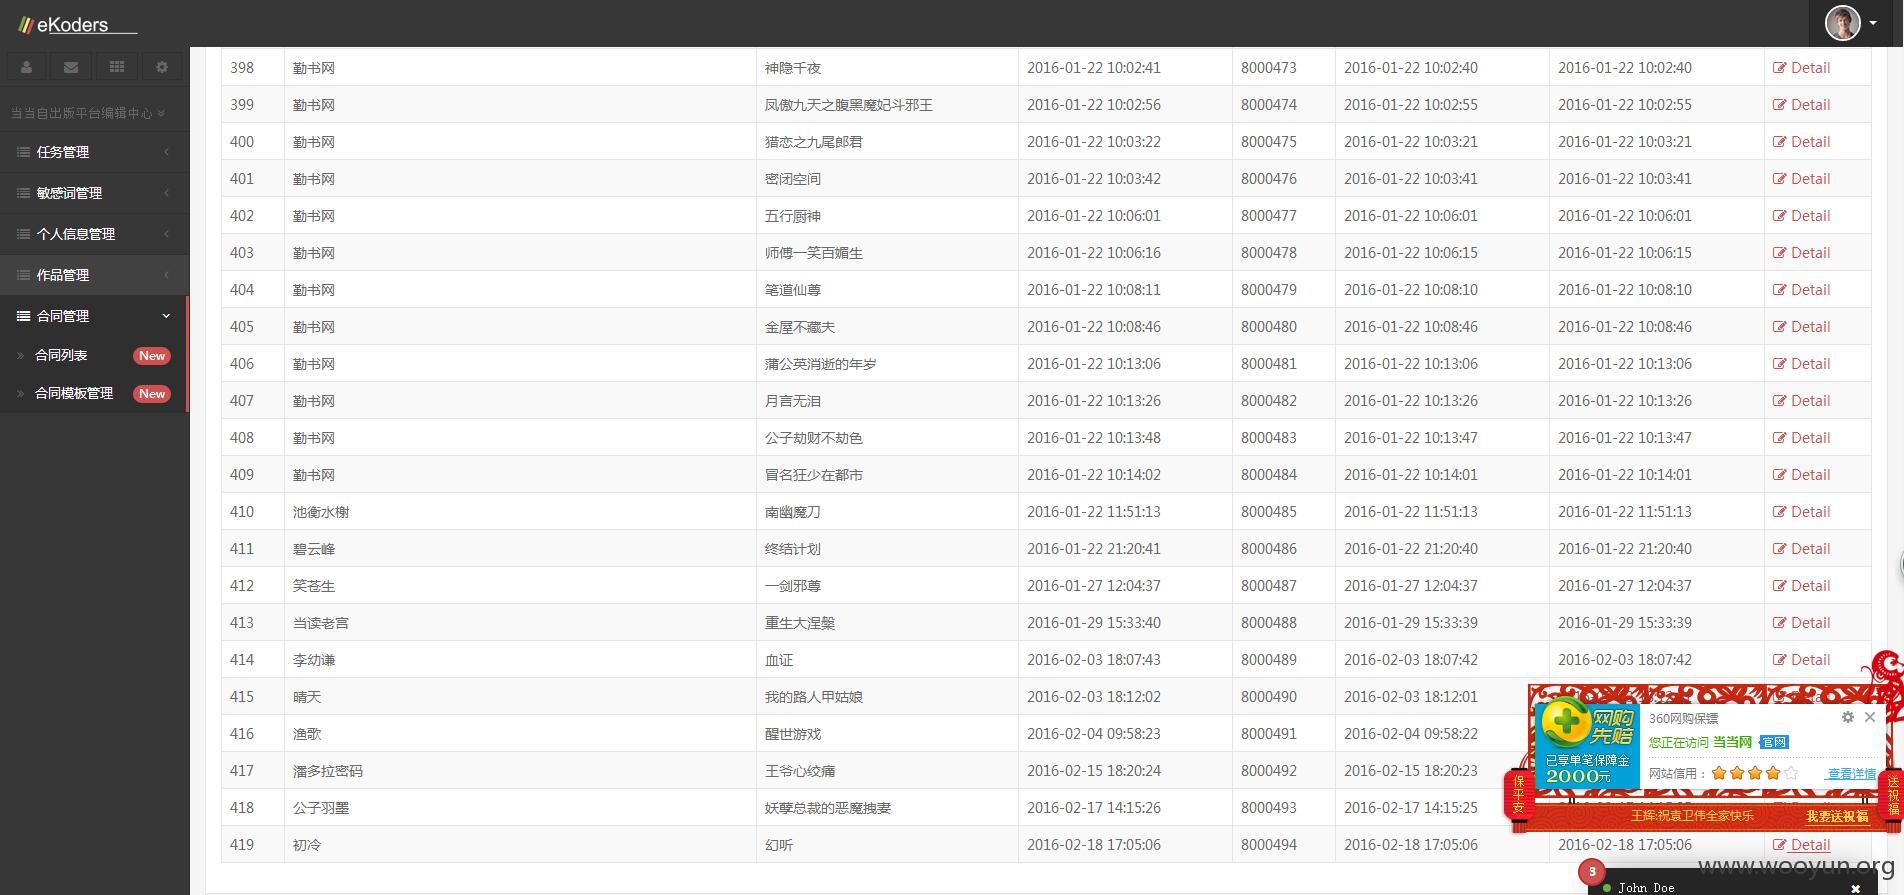 eKoders
当当自出版平台编辑中心
任务管理
敏感词管理
个人信息管理
作品管理
合同管理
合同列表 New
合同模板管理 New
398 勤书网 神隐千夜 2016-01-22 10:02:41 8000473 2016-01-22 10:02:40 2016-01-22 10:02:40 Detail
399 勤书网 凤傲九天之腹黑魔妃斗邪王 2016-01-22 10:02:56 8000474 2016-01-22 10:02:55 2016-01-22 10:02:55 Detail
400 勤书网 猎恋之九尾郎君 2016-01-22 10:03:22 8000475 2016-01-22 10:03:21 2016-01-22 10:03:21 Detail
401 勤书网 密闭空间 2016-01-22 10:03:42 8000476 2016-01-22 10:03:41 2016-01-22 10:03:41 Detail
402 勤书网 五行厨神 2016-01-22 10:06:01 8000477 2016-01-22 10:06:01 2016-01-22 10:06:01 Detail
403 勤书网 师傅一笑百媚生 2016-01-22 10:06:16 8000478 2016-01-22 10:06:15 2016-01-22 10:06:15 Detail
404 勤书网 笔道仙尊 2016-01-22 10:08:11 8000479 2016-01-22 10:08:10 2016-01-22 10:08:10 Detail
405 勤书网 金屋不藏夫 2016-01-22 10:08:46 8000480 2016-01-22 10:08:46 2016-01-22 10:08:46 Detail
406 勤书网 蒲公英消逝的年岁 2016-01-22 10:13:06 8000481 2016-01-22 10:13:06 2016-01-22 10:13:06 Detail
407 勤书网 月言无泪 2016-01-22 10:13:26 8000482 2016-01-22 10:13:26 2016-01-22 10:13:26 Detail
408 勤书网 公子劫财不劫色 2016-01-22 10:13:48 8000483 2016-01-22 10:13:47 2016-01-22 10:13:47 Detail
409 勤书网 冒名狂少在都市 2016-01-22 10:14:02 8000484 2016-01-22 10:14:01 2016-01-22 10:14:01 Detail
410 池衡水榭 南幽魔刀 2016-01-22 11:51:13 8000485 2016-01-22 11:51:13 2016-01-22 11:51:13 Detail
411 碧云峰 终结计划 2016-01-22 21:20:41 8000486 2016-01-22 21:20:40 2016-01-22 21:20:40 Detail
412 笑苍生 一剑邪尊 2016-01-27 12:04:37 8000487 2016-01-27 12:04:37 2016-01-27 12:04:37 Detail
413 当读老宫 重生大涅槃 2016-01-29 15:33:40 8000488 2016-01-29 15:33:39 2016-01-29 15:33:39 Detail
414 李幼谦 血证 2016-02-03 18:07:43 8000489 2016-02-03 18:07:42 2016-02-03 18:07:42 Detail
415 晴天 我的路人甲姑娘 2016-02-03 18:12:02 8000490 2016-02-03 18:12:01
416 渔歌 醒世游戏 2016-02-04 09:58:23 8000491 2016-02-04 09:58:22
417 潘多拉密码 王爷心绞痛 2016-02-15 18:20:24 8000492 2016-02-15 18:20:23
418 公子羽墨 妖孽总裁的恶魔拽妻 2016-02-17 14:15:26 8000493 2016-02-17 14:15:25
419 初冷 幻听 2016-02-18 17:05:06 8000494 2016-02-18 17:05:06 2016-02-18 17:05:06 Detail
网购
先赔
已享单笔保障金
2000元
360网购保镖
您正在访问 当当网 官网
网站信用： 查看详情
保平安
送祝福
王辉:祝袁卫伟全家快乐 我要送祝福
www.wooyun.org
3
John Doe